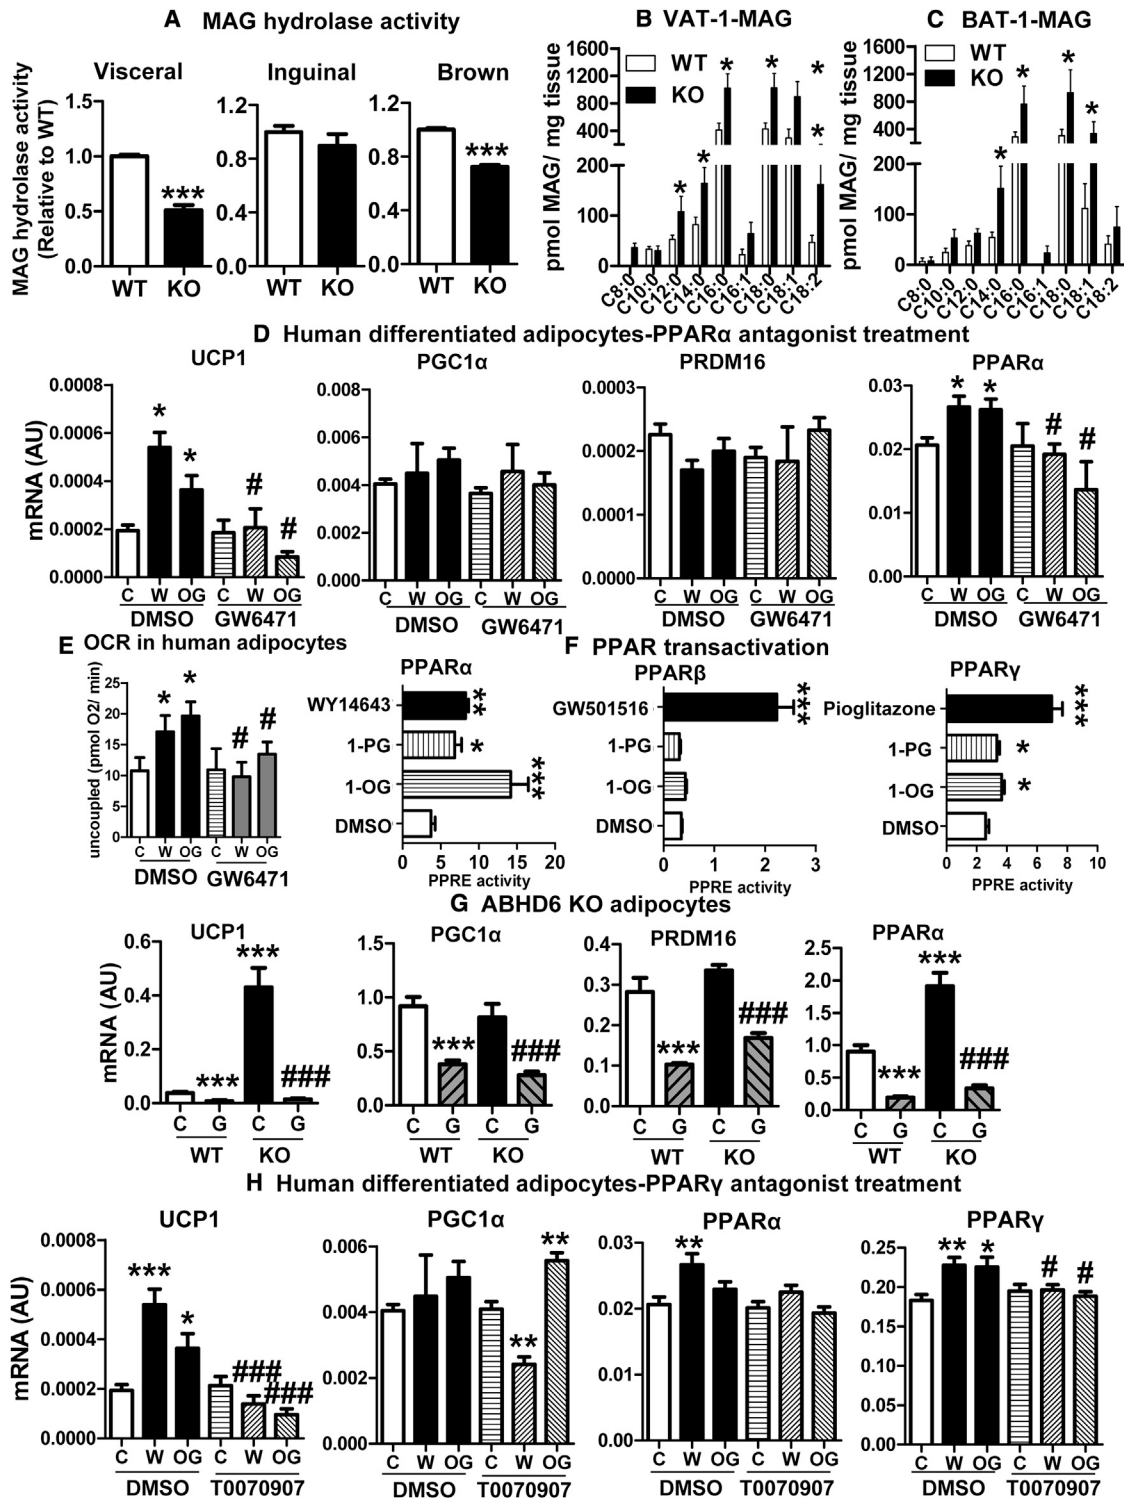 A MAG hydrolase activity
Visceral Inguinal Brown
MAG hydrolase activity
(Relative to WT)
1.5
1.0
0.5
0.0
***
WT KO
1.2
0.8
0.4
0.0
WT KO
1.2
0.8
0.4
0.0
***
WT KO
B VAT-1-MAG
pmol MAG/ mg tissue
1600
1200
800
400
200
100
0
WT
KO
* * * * * *
C8:0 C10:0 C12:0 C14:0 C16:0 C16:1 C18:0 C18:1 C18:2
C BAT-1-MAG
pmol MAG/ mg tissue
1600
1200
800
400
200
100
0
WT
KO
* * * *
C8:0 C10:0 C12:0 C14:0 C16:0 C16:1 C18:0 C18:1 C18:2
D Human differentiated adipocytes-PPARα antagonist treatment
UCP1
mRNA (AU)
0.0008
0.0006
0.0004
0.0002
0.0000
* * # #
C W OG C W OG
DMSO GW6471
PGC1α
0.008
0.006
0.004
0.002
0.000
C W OG C W OG
DMSO GW6471
PRDM16
0.0003
0.0002
0.0001
0.0000
C W OG C W OG
DMSO GW6471
PPARα
0.03
0.02
0.01
0.00
* * # #
C W OG C W OG
DMSO GW6471
E OCR in human adipocytes
uncoupled (pmol O2/ min)
25
20
15
10
5
0
* * # #
C W OG C W OG
DMSO GW6471
F PPAR transactivation
PPARα
WY14643 **
1-PG *
1-OG ***
DMSO
0 5 10 15 20
PPRE activity
PPARβ
GW501516 ***
1-PG
1-OG
DMSO
0 1 2 3
PPRE activity
PPARγ
Pioglitazone ***
1-PG *
1-OG *
DMSO
0 2 4 6 8 10
PPRE activity
G ABHD6 KO adipocytes
UCP1
mRNA (AU)
0.6
0.4
0.2
0.0
*** *** ###
C G C G
WT KO
PGC1α
1.5
1.0
0.5
0.0
*** ###
C G C G
WT KO
PRDM16
0.4
0.3
0.2
0.1
0.0
*** ###
C G C G
WT KO
PPARα
2.5
2.0
1.5
1.0
0.5
0.0
*** *** ###
C G C G
WT KO
H Human differentiated adipocytes-PPARγ antagonist treatment
UCP1
mRNA (AU)
0.0008
0.0006
0.0004
0.0002
0.0000
*** * ### ###
C W OG C W OG
DMSO T0070907
PGC1α
0.006
0.004
0.002
0.000
** **
C W OG C W OG
DMSO T0070907
PPARα
0.03
0.02
0.01
0.00
**
C W OG C W OG
DMSO T0070907
PPARγ
0.25
0.20
0.15
0.10
0.05
0.00
** * # #
C W OG C W OG
DMSO T0070907